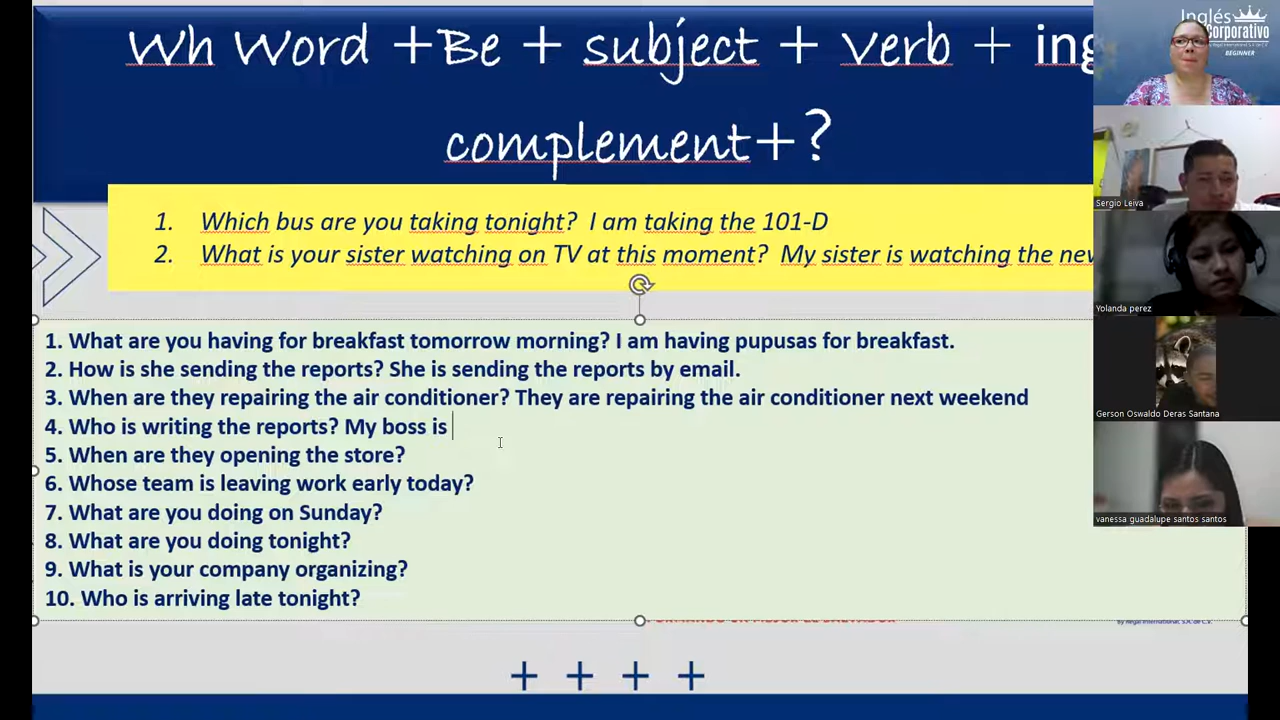 Wh Word +Be + subject + verb + ing
complement+?
1. Which bus are you taking tonight? I am taking the 101-D
2. What is your sister watching on TV at this moment? My sister is watching the nev
1. What are you having for breakfast tomorrow morning? I am having pupusas for breakfast.
2. How is she sending the reports? She is sending the reports by email.
3. When are they repairing the air conditioner? They are repairing the air conditioner next weekend
4. Who is writing the reports? My boss is
5. When are they opening the store?
6. Whose team is leaving work early today?
7. What are you doing on Sunday?
8. What are you doing tonight?
9. What is your company organizing?
10. Who is arriving late tonight?
+ + + +
Inglés
Corporativo
BEGINNER
Sergio Leiva
Yolanda perez
Gerson Oswaldo Deras Santana
vanessa guadalupe santos santos